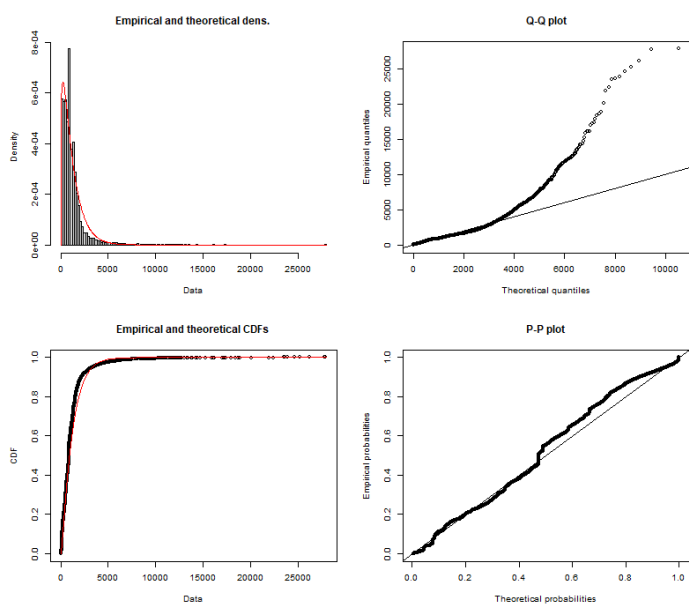 Empirical and theoretical dens.
Density
0e+00
2e-04
4e-04
6e-04
8e-04
0
5000
10000
15000
20000
25000
Data
Q-Q plot
Empirical quantiles
0
5000
10000
15000
20000
25000
0
2000
4000
6000
8000
10000
Theoretical quantiles
Empirical and theoretical CDFs
CDF
0.0
0.2
0.4
0.6
0.8
1.0
0
5000
10000
15000
20000
25000
Data
P-P plot
Empirical probabilities
0.0
0.2
0.4
0.6
0.8
1.0
0.0
0.2
0.4
0.6
0.8
1.0
Theoretical probabilities